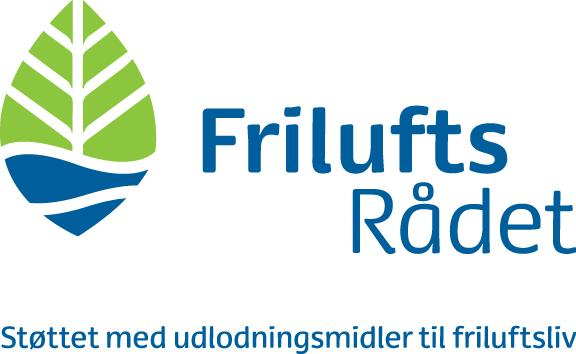 Frilufts
Rådet
Støttet med udlodningsmidler til friluftsliv